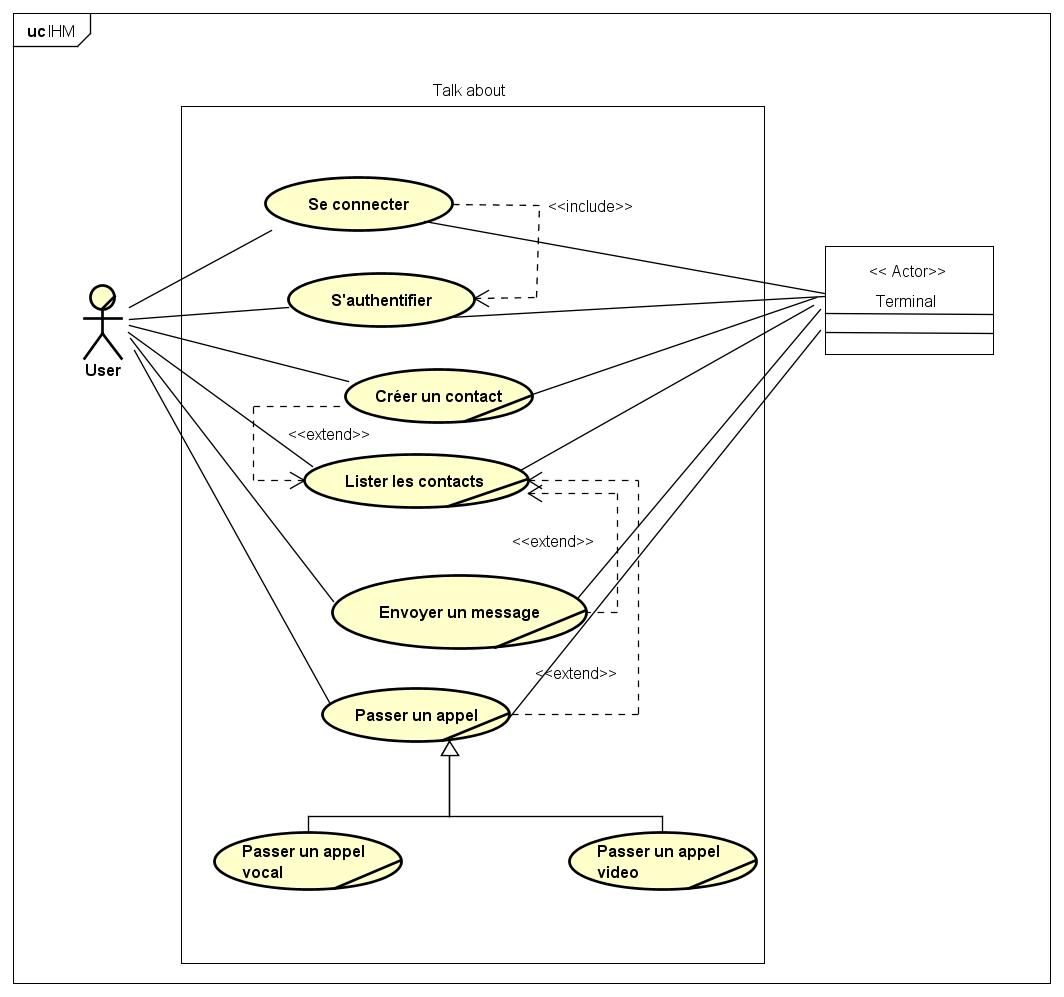 uc IHM
Talk about
Se connecter
<<include>>
S'authentifier
<< Actor>>
Terminal
User
Créer un contact
<<extend>>
Lister les contacts
<<extend>>
Envoyer un message
<<extend>>
Passer un appel
Passer un appel
vocal
Passer un appel
video